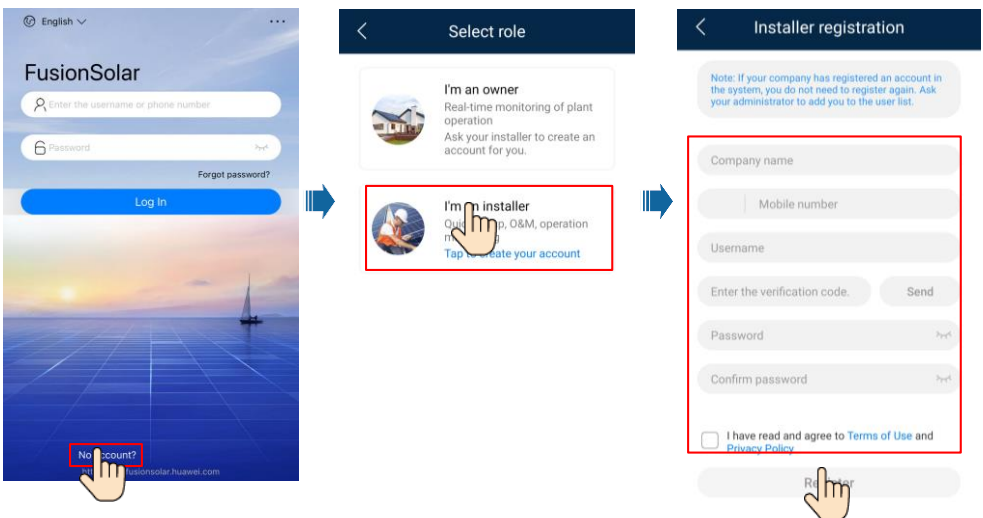 English
...
FusionSolar
Enter the username or phone number
Password
Forgot password?
Log In
No
fusionsolar.huawei.com
Select role
I'm an owner
Real-time monitoring of plant
operation
Ask your installer to create an
account for you.
installer
O&M, operation
Tap to create your account
Installer registration
Note: If your company has registered an account in
the system, you do not need to register again. Ask
your administrator to add you to the user list.
Company name
Mobile number
Username
Enter the verification code.
Send
Password
Confirm password
I have read and agree to Terms of Use and
Privacy Policy